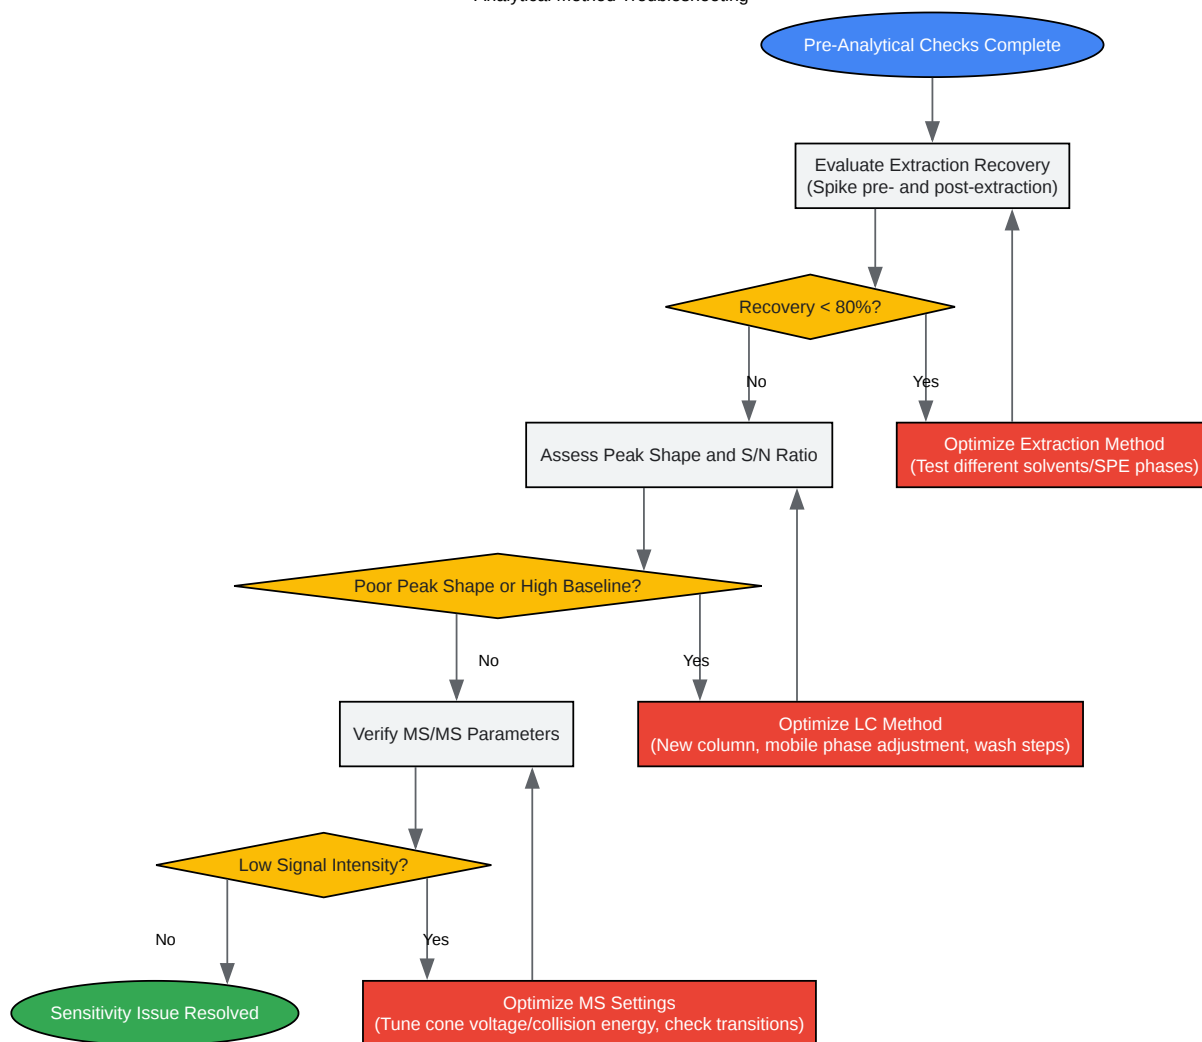 Analytical Method Troubleshooting
Pre-Analytical Checks Complete
Evaluate Extraction Recovery
(Spike pre- and post-extraction)
Recovery < 80%?
No
Yes
Assess Peak Shape and S/N Ratio
Optimize Extraction Method
(Test different solvents/SPE phases)
Poor Peak Shape or High Baseline?
No
Yes
Verify MS/MS Parameters
Optimize LC Method
(New column, mobile phase adjustment, wash steps)
Low Signal Intensity?
No
Yes
Sensitivity Issue Resolved
Optimize MS Settings
(Tune cone voltage/collision energy, check transitions)